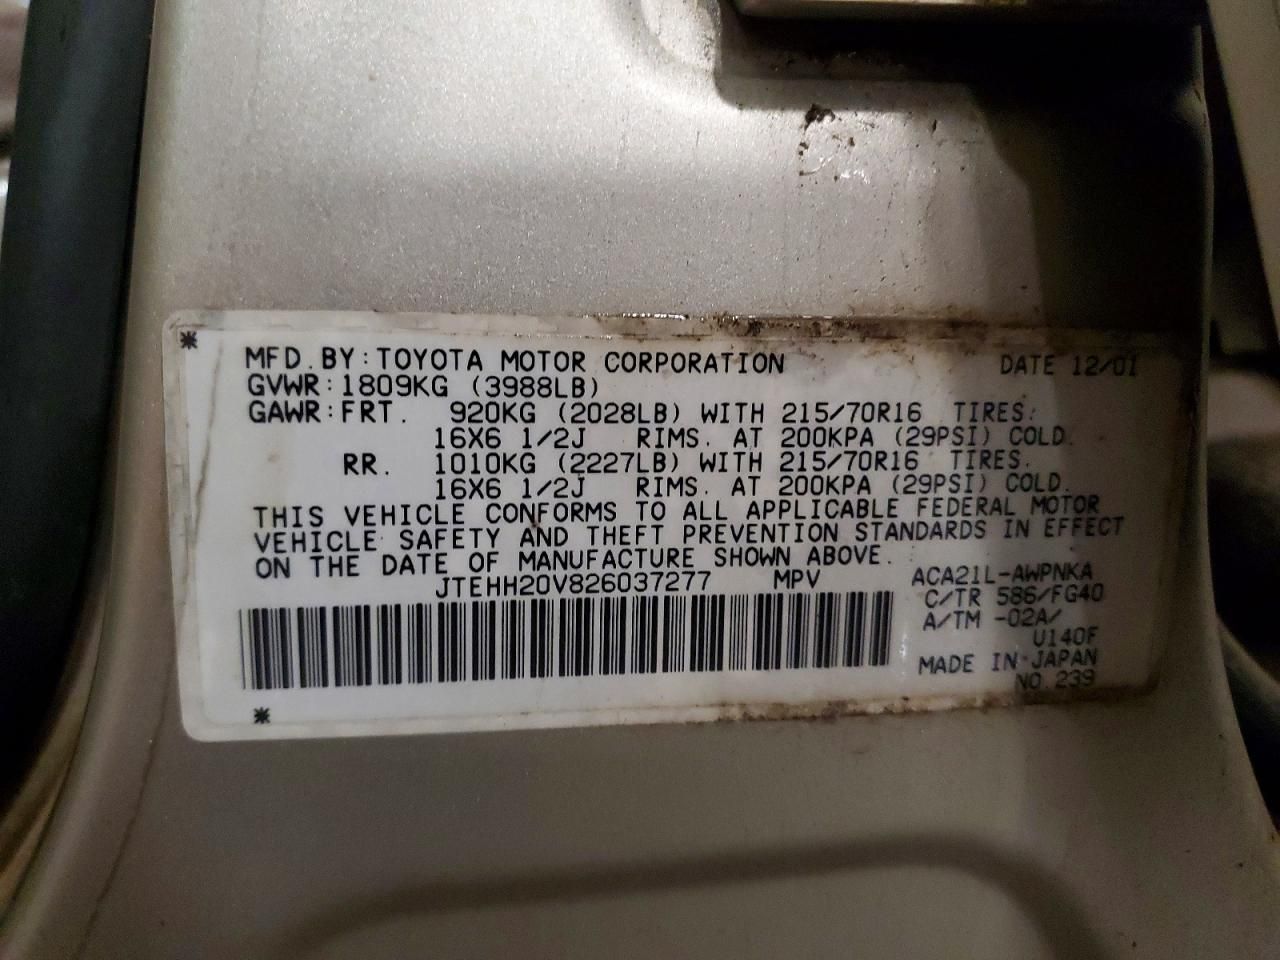 MFD. BY: TOYOTA MOTOR CORPORATION DATE 12/01
GVWR: 1809KG (3988LB)
GAWR: FRT. 920KG (2028LB) WITH 215/70R16 TIRES:
16X6 1/2J RIMS. AT 200KPA (29PSI) COLD.
RR. 1010KG (2227LB) WITH 215/70R16 TIRES.
16X6 1/2J RIMS. AT 200KPA (29PSI) COLD.
THIS VEHICLE CONFORMS TO ALL APPLICABLE FEDERAL MOTOR
VEHICLE SAFETY AND THEFT PREVENTION STANDARDS IN EFFECT
ON THE DATE OF MANUFACTURE SHOWN ABOVE.
JTEHH20V826037277 MPV ACA21L-AWPNKA
C/TR 586/FG40
A/TM -02A/
U140F
MADE IN JAPAN
NO. 239